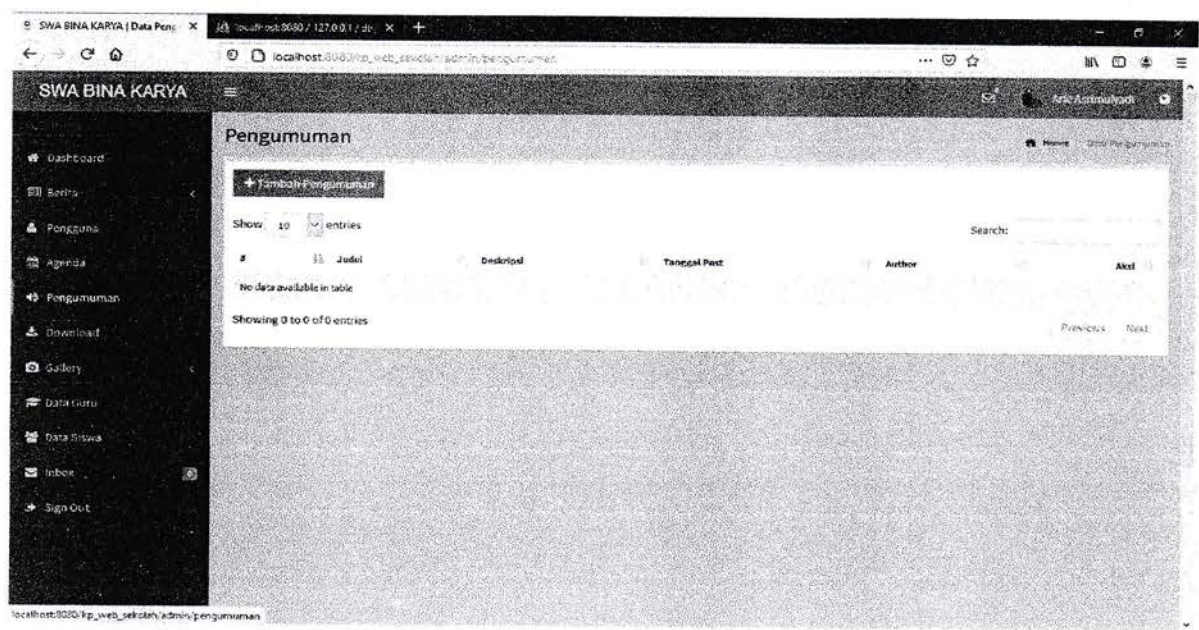 SWA BINA KARYA | Data Peng
localhost:8080 / 127.0.0.1 / db
localhost:8080/kp_web_sekolah/admin/pengumuman
SWA BINA KARYA
Pengumuman
Home Data Pengumuman
Dashboard
Berita
Pengguna
Agenda
Pengumuman
Download
Gallery
Data Guru
Data Siswa
Inbox
Sign Out
+ Tambah Pengumuman
Show 10 entries
Search:
# Judul Deskripsi Tanggal Post Author Aksi
No data available in table
Showing 0 to 0 of 0 entries
Previous Next
localhost:8080/kp_web_sekolah/admin/pengumuman